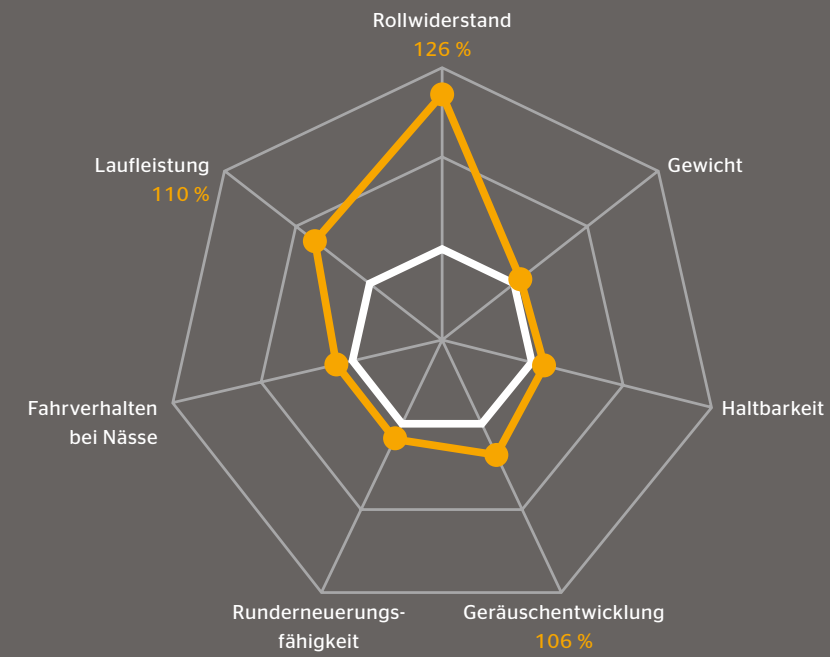 Rollwiderstand
126 %
Laufleistung
110 %
Gewicht
Fahrverhalten
bei Nässe
Haltbarkeit
Runderneuerungs-
fähigkeit
Geräuschentwicklung
106 %